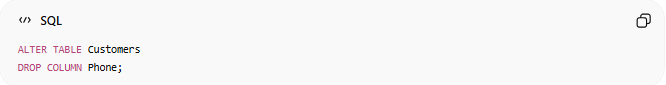 SQL
ALTER TABLE Customers
DROP COLUMN Phone;